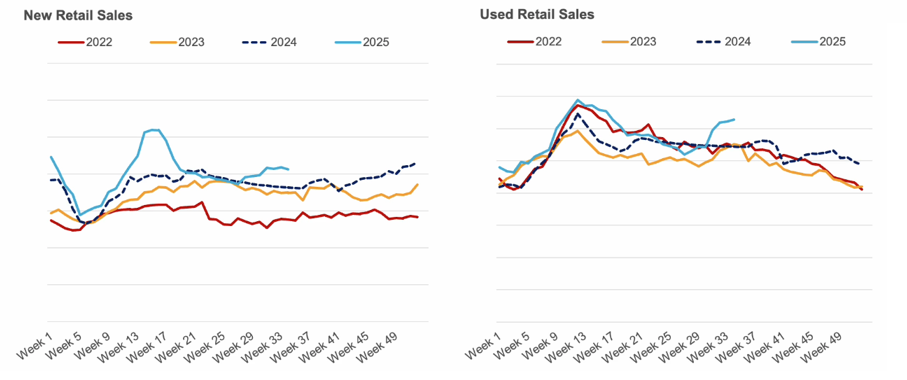 New Retail Sales
2022 2023 2024 2025
Week 1 Week 5 Week 9 Week 13 Week 17 Week 21 Week 25 Week 29 Week 33 Week 37 Week 41 Week 45 Week 49
Used Retail Sales
2022 2023 2024 2025
Week 1 Week 5 Week 9 Week 13 Week 17 Week 21 Week 25 Week 29 Week 33 Week 37 Week 41 Week 45 Week 49